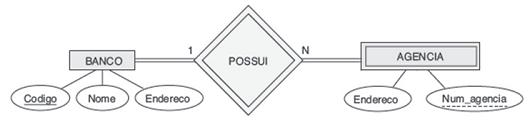 BANCO 1 POSSUI N AGENCIA
Codigo Nome Endereco Endereco Num_agencia